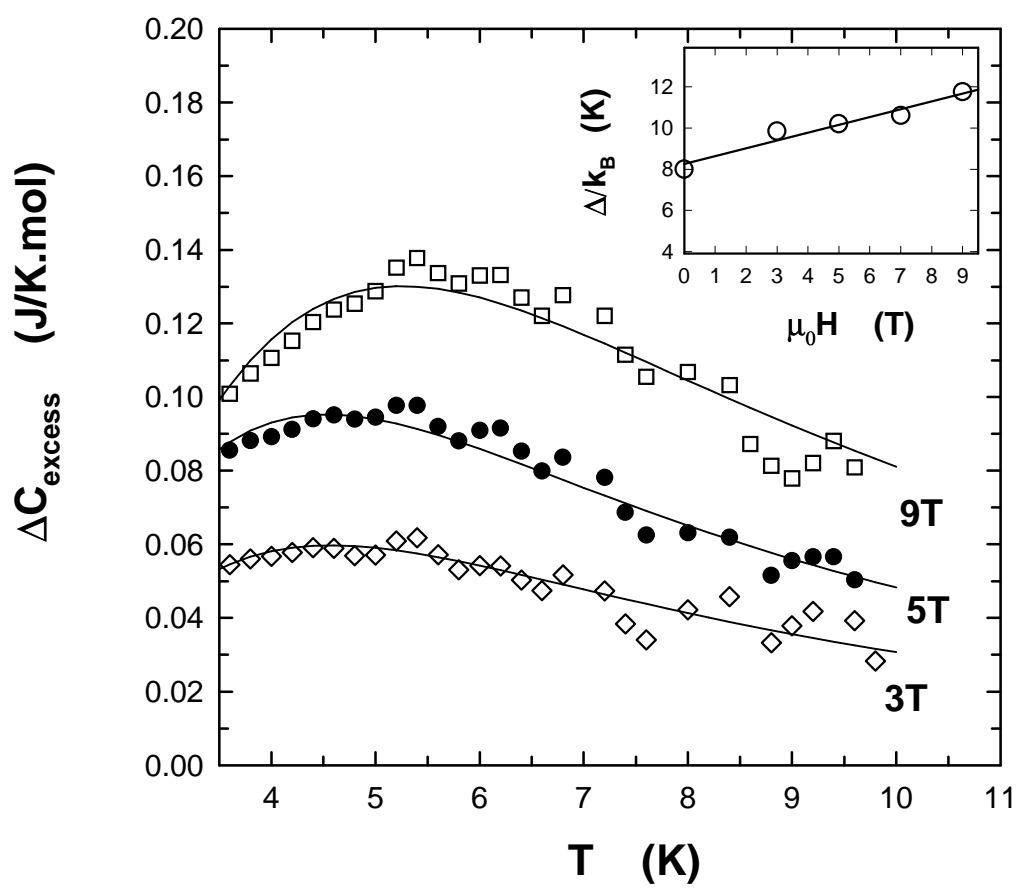 ΔC_excess (J/K.mol)
0.20
0.18
0.16
0.14
0.12
0.10
0.08
0.06
0.04
0.02
0.00
4 5 6 7 8 9 10 11
T (K)
9T
5T
3T
Δ/k_B (K)
12
10
8
6
4
0 1 2 3 4 5 6 7 8 9
μ₀H (T)